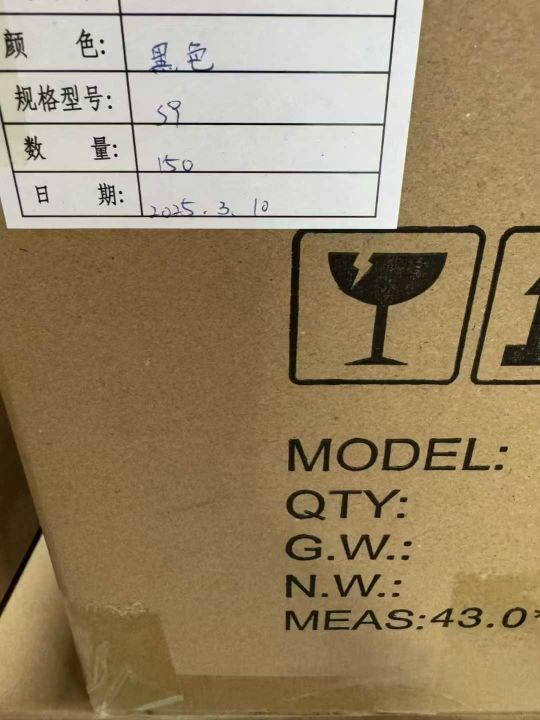 颜 色: 黑色
规格型号: S9
数 量: 150
日 期: 2025.3.10
MODEL:
QTY:
G.W.:
N.W.:
MEAS:43.0*